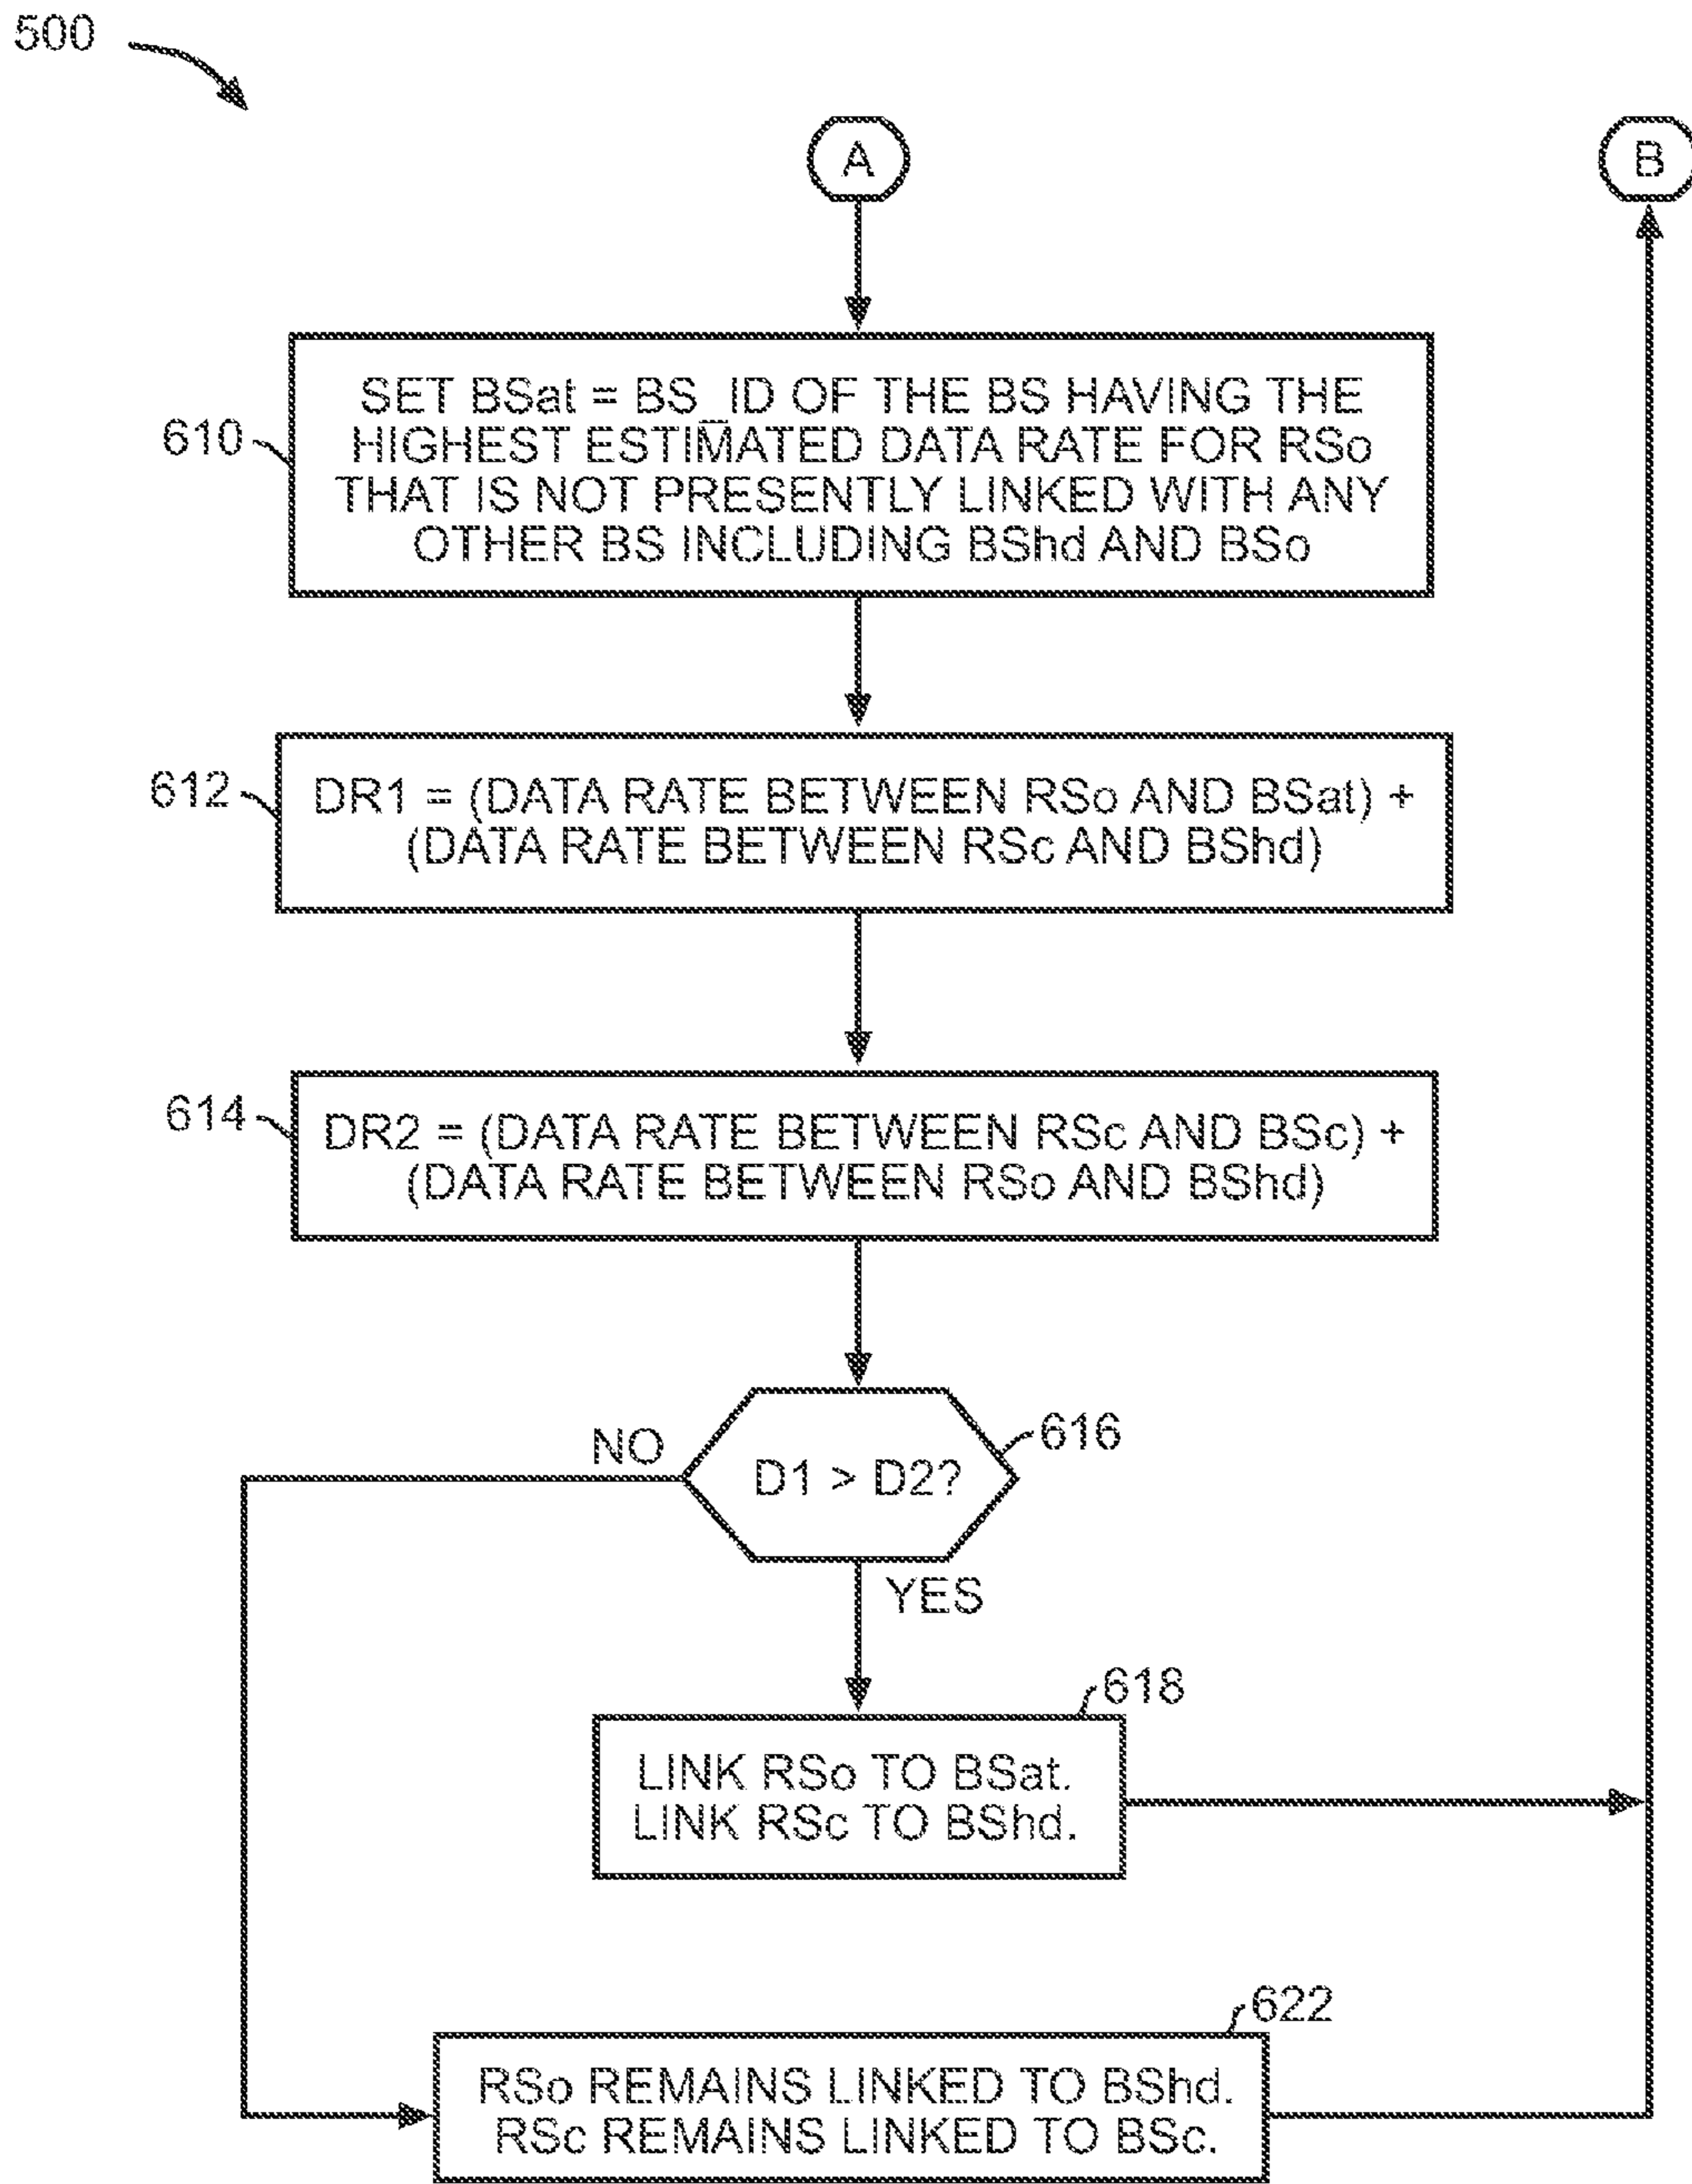 500
A
B
610
SET BSat = BS_ID OF THE BS HAVING THE
HIGHEST ESTIMATED DATA RATE FOR RSo
THAT IS NOT PRESENTLY LINKED WITH ANY
OTHER BS INCLUDING BShd AND BSo
612
DR1 = (DATA RATE BETWEEN RSo AND BSat) +
(DATA RATE BETWEEN RSc AND BShd)
614
DR2 = (DATA RATE BETWEEN RSc AND BSc) +
(DATA RATE BETWEEN RSo AND BShd)
616
NO
D1 > D2?
YES
618
LINK RSo TO BSat.
LINK RSc TO BShd.
622
RSo REMAINS LINKED TO BShd.
RSc REMAINS LINKED TO BSc.